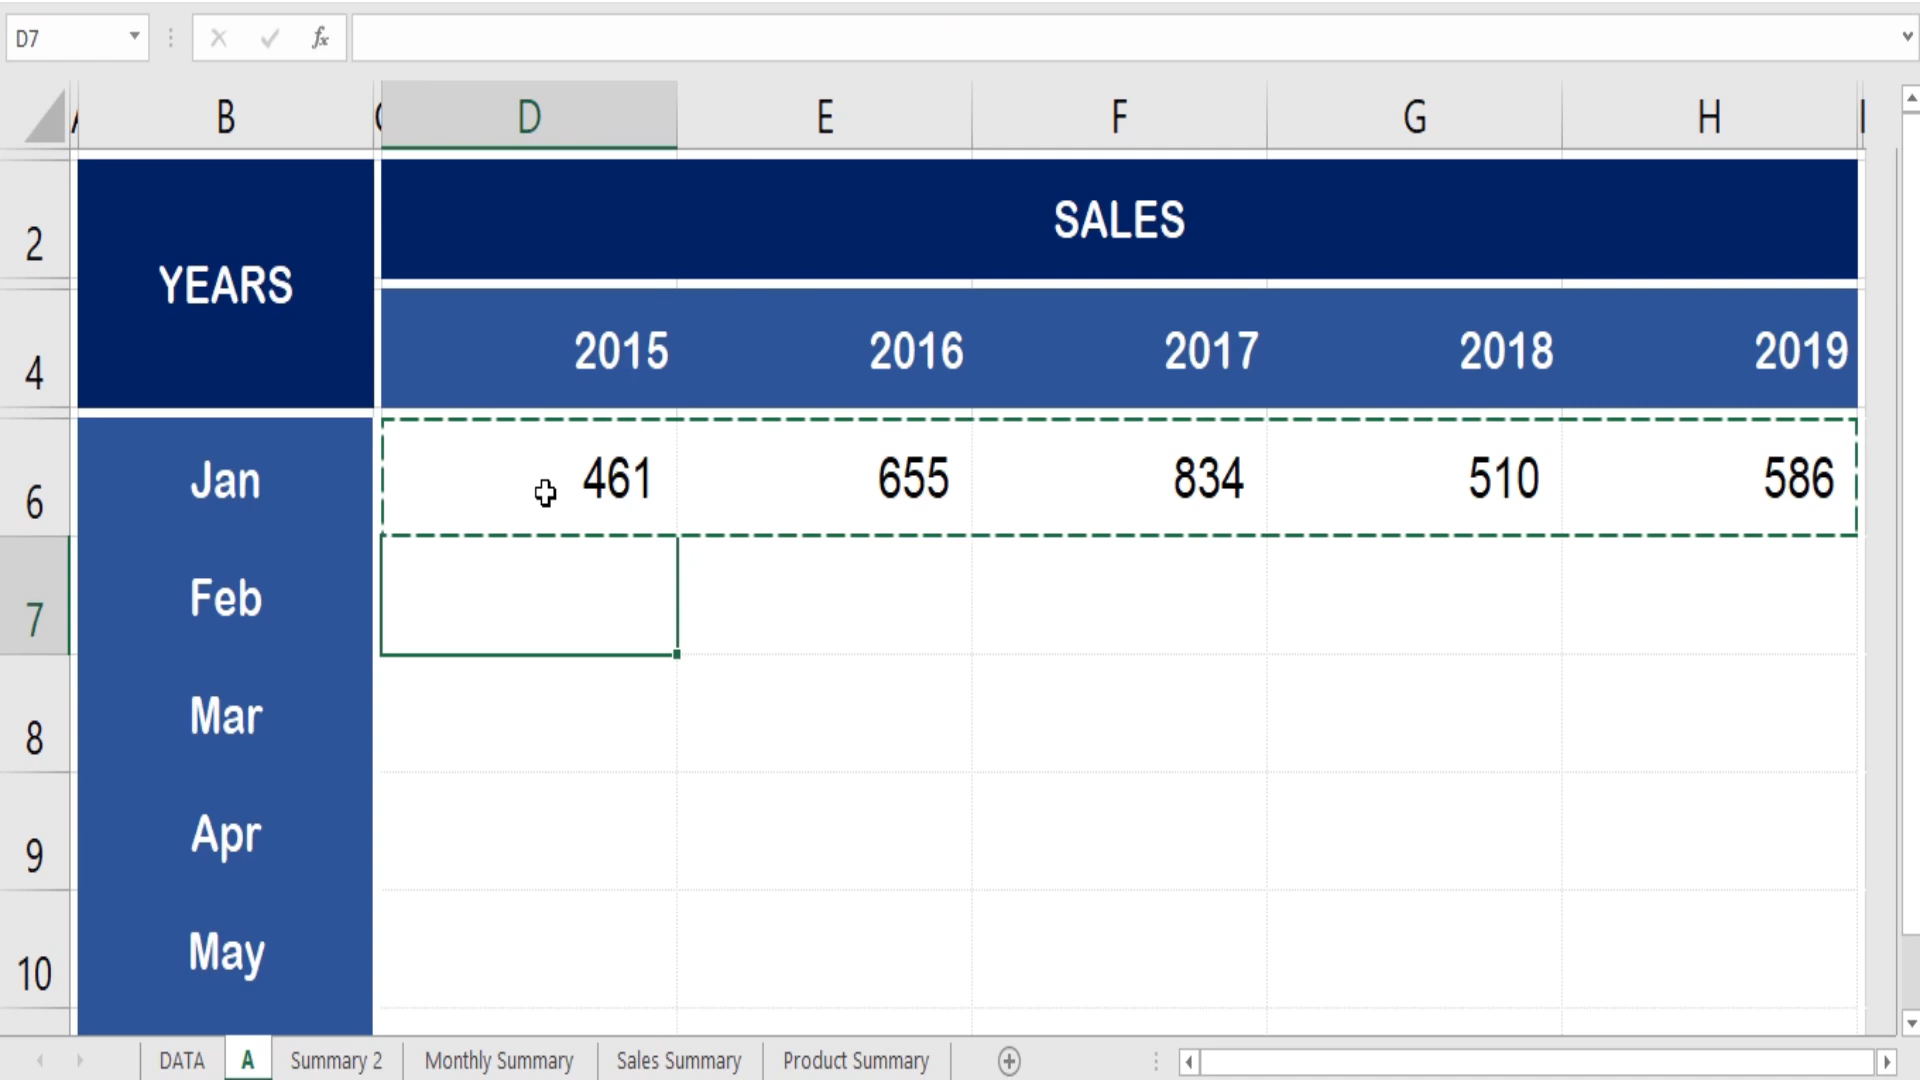 D7 fx
A B C D E F G H I
2 YEARS SALES
4 2015 2016 2017 2018 2019
6 Jan 461 655 834 510 586
7 Feb
8 Mar
9 Apr
10 May
DATA A Summary 2 Monthly Summary Sales Summary Product Summary